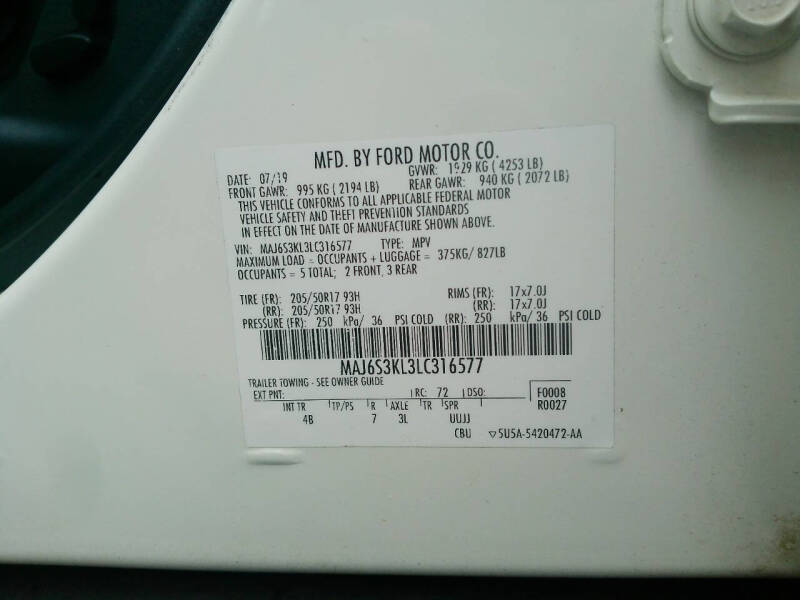 MFD. BY FORD MOTOR CO.
DATE: 07/19 GVWR: 1929 KG ( 4253 LB)
FRONT GAWR: 995 KG ( 2194 LB) REAR GAWR: 940 KG ( 2072 LB)
THIS VEHICLE CONFORMS TO ALL APPLICABLE FEDERAL MOTOR
VEHICLE SAFETY AND THEFT PREVENTION STANDARDS
IN EFFECT ON THE DATE OF MANUFACTURE SHOWN ABOVE.
VIN: MAJ6S3KL3LC316577 TYPE: MPV
MAXIMUM LOAD = OCCUPANTS + LUGGAGE = 375KG/ 827LB
OCCUPANTS = 5 TOTAL; 2 FRONT, 3 REAR
TIRE (FR): 205/50R17 93H RIMS (FR): 17x7.0J
(RR): 205/50R17 93H (RR): 17x7.0J
PRESSURE (FR): 250 kPa/ 36 PSI COLD (RR): 250 kPa/ 36 PSI COLD
MAJ6S3KL3LC316577
TRAILER TOWING - SEE OWNER GUIDE
EXT PNT: RC: 72 DSO: F0008
INT TR TP/PS R AXLE TR SPR R0027
4B 7 3L UUJJ
CBU ▽5U5A-5420472-AA